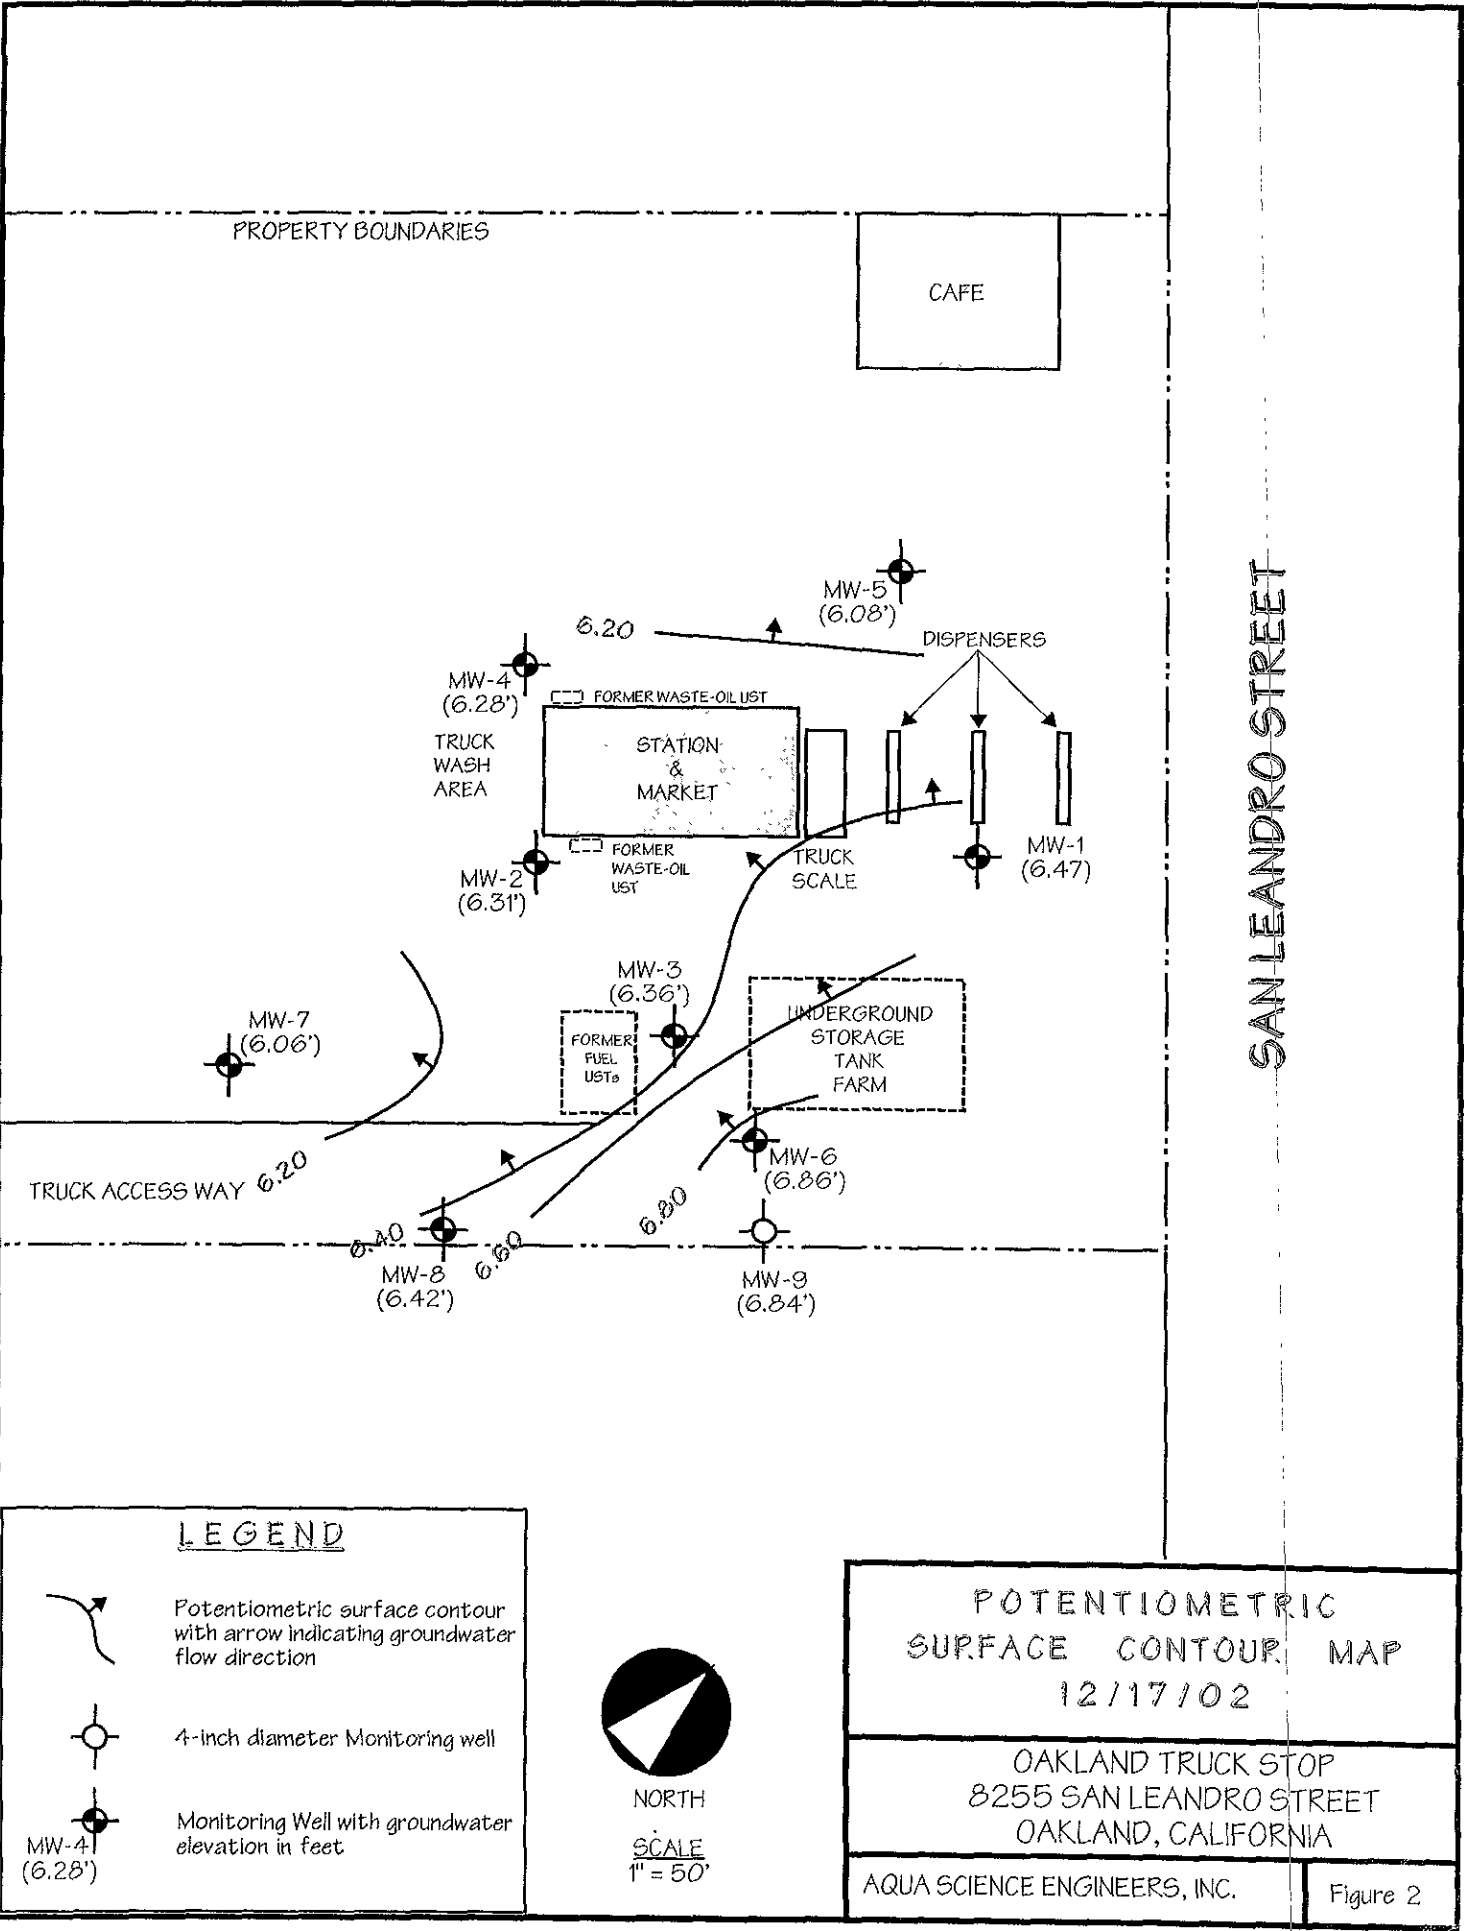 PROPERTY BOUNDARIES
CAFE
MW-5
(6.08')
6.20
DISPENSERS
MW-4
(6.28')
FORMER WASTE-OIL UST
TRUCK
WASH
AREA
STATION
&
MARKET
SAN LEANDRO STREET
MW-1
(6.47)
TRUCK
SCALE
FORMER
WASTE-OIL
UST
MW-2
(6.31')
MW-3
(6.36')
MW-7
(6.06')
FORMER
FUEL
USTs
UNDERGROUND
STORAGE
TANK
FARM
MW-6
(6.86')
6.20
TRUCK ACCESS WAY
6.80
6.40
6.60
MW-8
(6.42')
MW-9
(6.84')
LEGEND
Potentiometric surface contour
with arrow indicating groundwater
flow direction
4-inch diameter Monitoring well
Monitoring Well with groundwater
elevation in feet
MW-4
(6.28')
NORTH
SCALE
1" = 50'
POTENTIOMETRIC
SURFACE CONTOUR MAP
12/17/02
OAKLAND TRUCK STOP
8255 SAN LEANDRO STREET
OAKLAND, CALIFORNIA
AQUA SCIENCE ENGINEERS, INC.
Figure 2